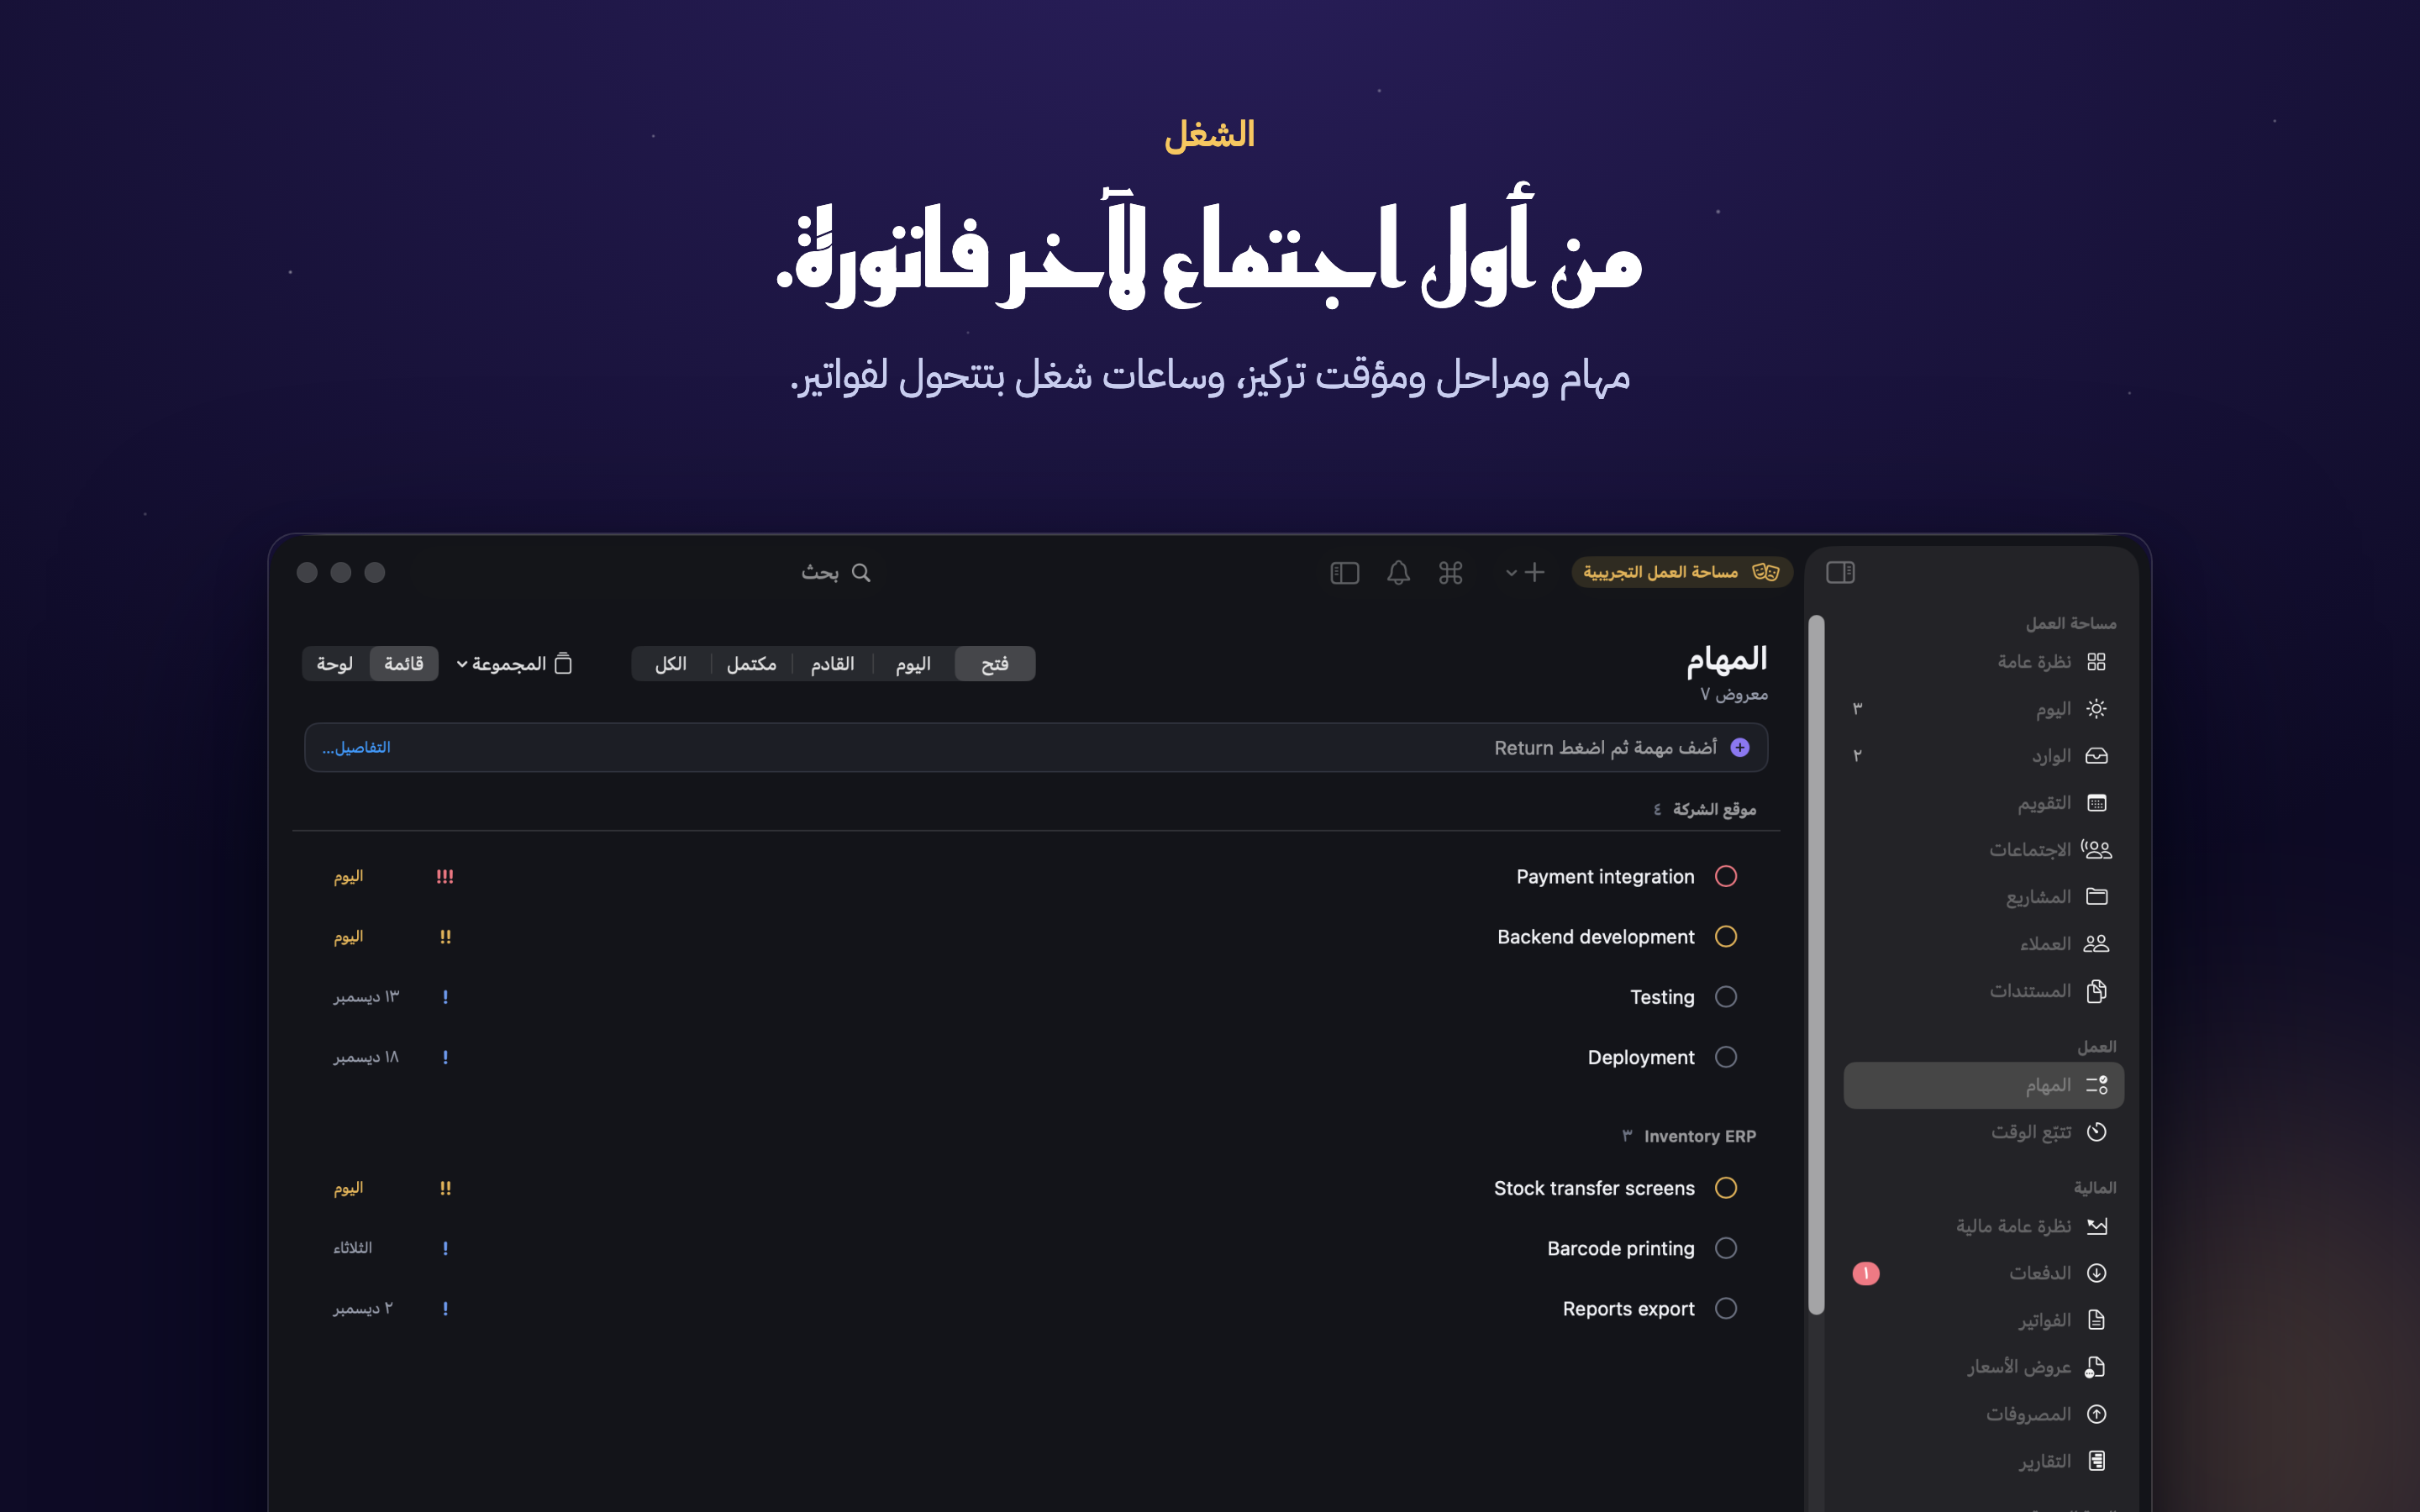 الشغل
من أول اجتماع لآخر فاتورة.
مهام ومراحل ومؤقت تركيز، وساعات شغل بتتحول لفواتير.
مساحة العمل التجريبية
بحث
مساحة العمل
نظرة عامة
اليوم ٣
الوارد ٢
التقويم
الاجتماعات
المشاريع
العملاء
المستندات
العمل
المهام
تتبّع الوقت
المالية
نظرة عامة مالية
الدفعات ١
الفواتير
عروض الأسعار
المصروفات
التقارير
المهام
معروض ٧
فتح اليوم القادم مكتمل الكل
المجموعة
قائمة لوحة
أضف مهمة ثم اضغط Return التفاصيل...
موقع الشركة ٤
Payment integration !!! اليوم
Backend development !! اليوم
Testing ! ١٣ ديسمبر
Deployment ! ١٨ ديسمبر
Inventory ERP ٣
Stock transfer screens !! اليوم
Barcode printing ! الثلاثاء
Reports export ! ٢ ديسمبر